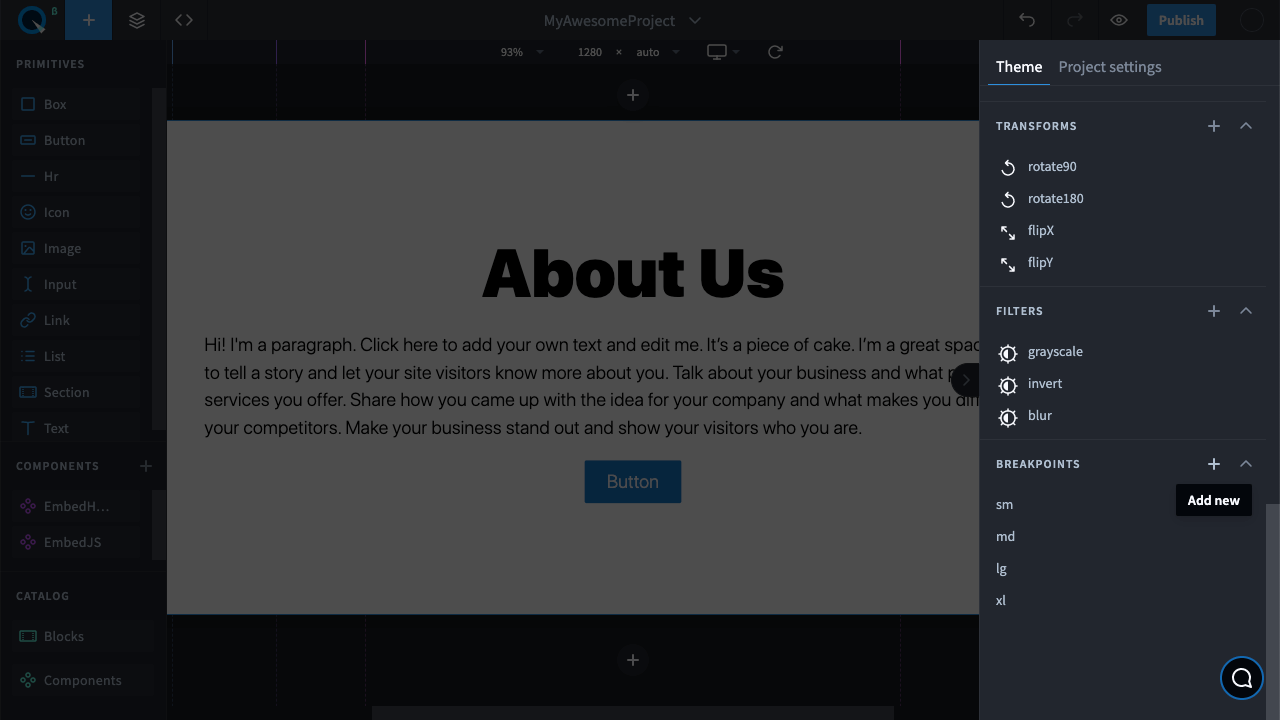 β
MyAwesomeProject
Publish
93%
1280 × auto
PRIMITIVES
Box
Button
Hr
Icon
Image
Input
Link
List
Section
Text
COMPONENTS
EmbedH...
EmbedJS
CATALOG
Blocks
Components
About Us
Hi! I'm a paragraph. Click here to add your own text and edit me. It's a piece of cake. I'm a great spac
to tell a story and let your site visitors know more about you. Talk about your business and what
services you offer. Share how you came up with the idea for your company and what makes you
your competitors. Make your business stand out and show your visitors who you are.
Button
Theme
Project settings
TRANSFORMS
rotate90
rotate180
flipX
flipY
FILTERS
grayscale
invert
blur
BREAKPOINTS
Add new
sm
md
lg
xl